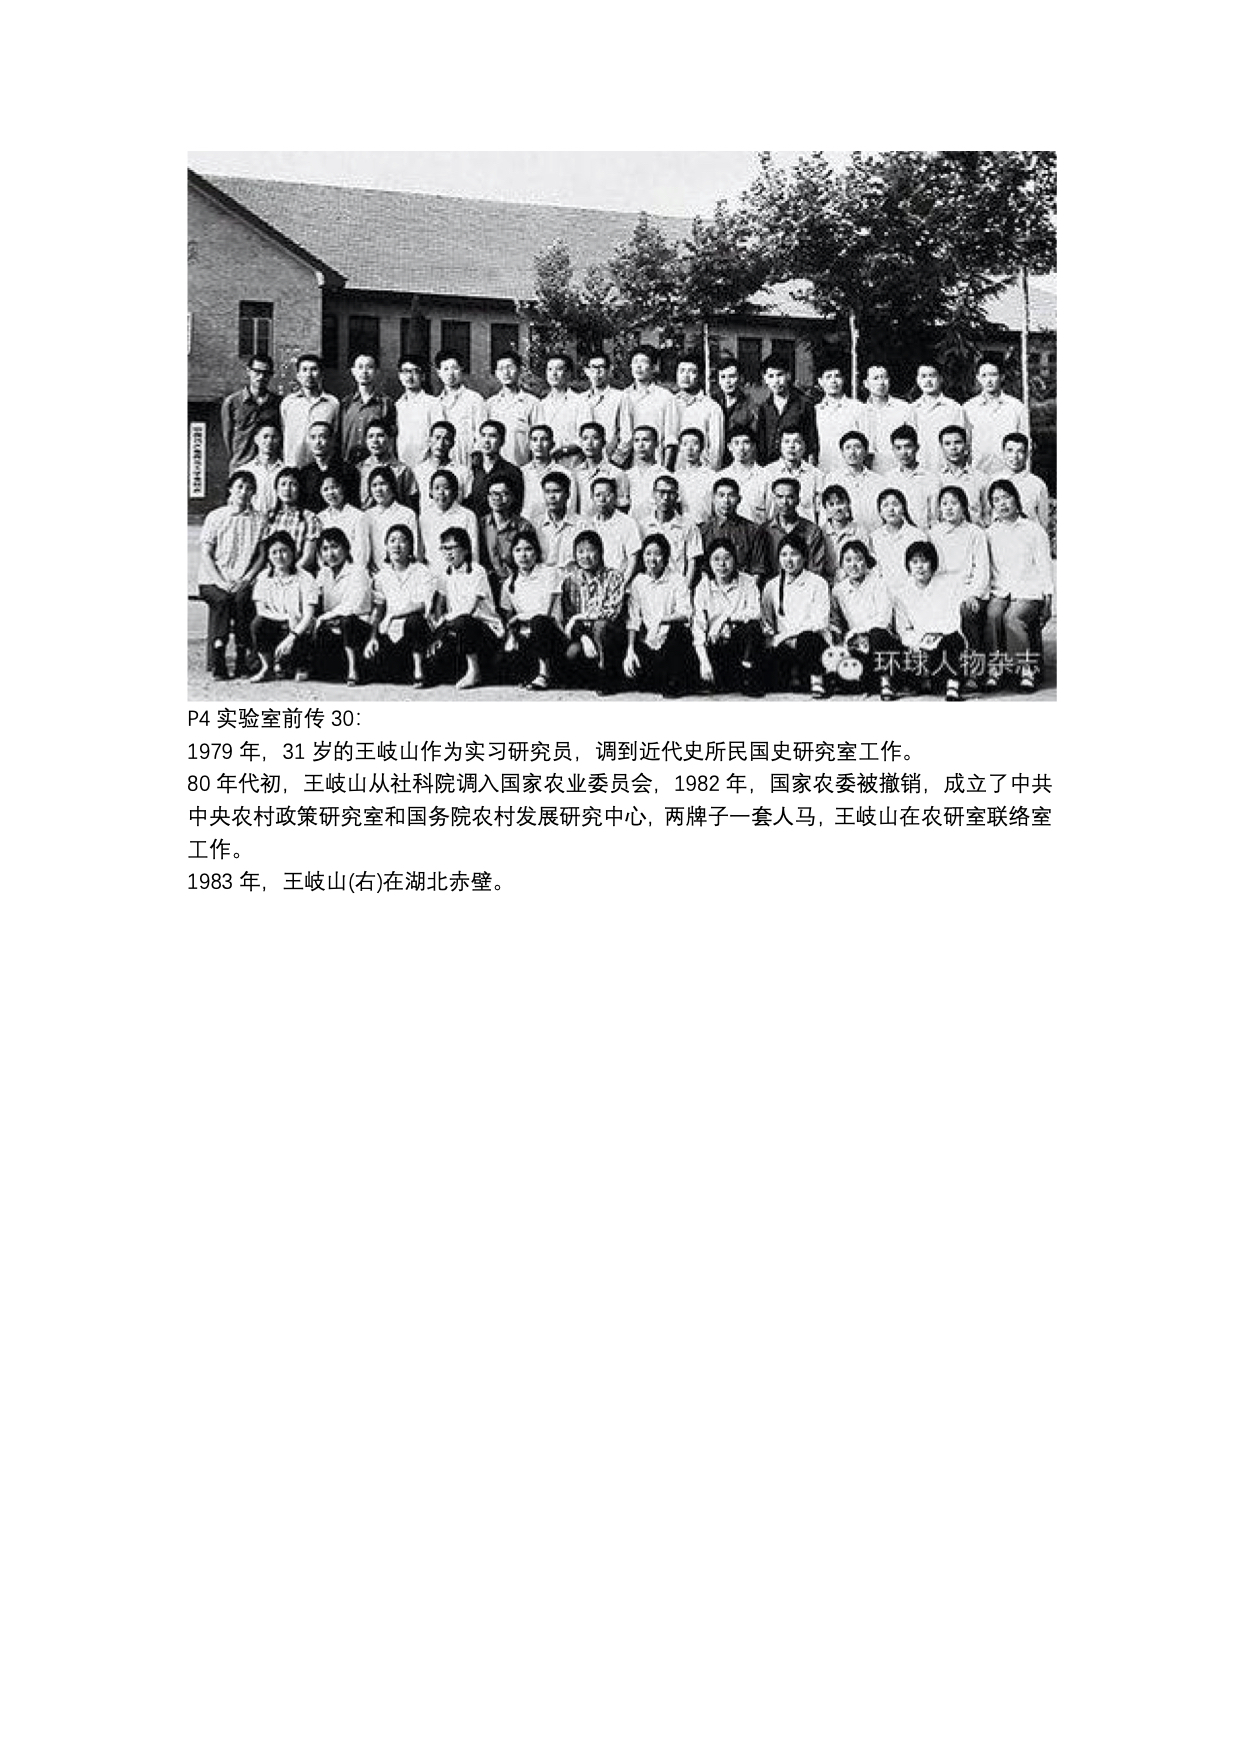 环球人物杂志
P4 实验室前传 30：
1979 年，31 岁的王岐山作为实习研究员，调到近代史所民国史研究室工作。
80 年代初，王岐山从社科院调入国家农业委员会，1982 年，国家农委被撤销，成立了中共
中央农村政策研究室和国务院农村发展研究中心，两牌子一套人马，王岐山在农研室联络室
工作。
1983 年，王岐山(右)在湖北赤壁。